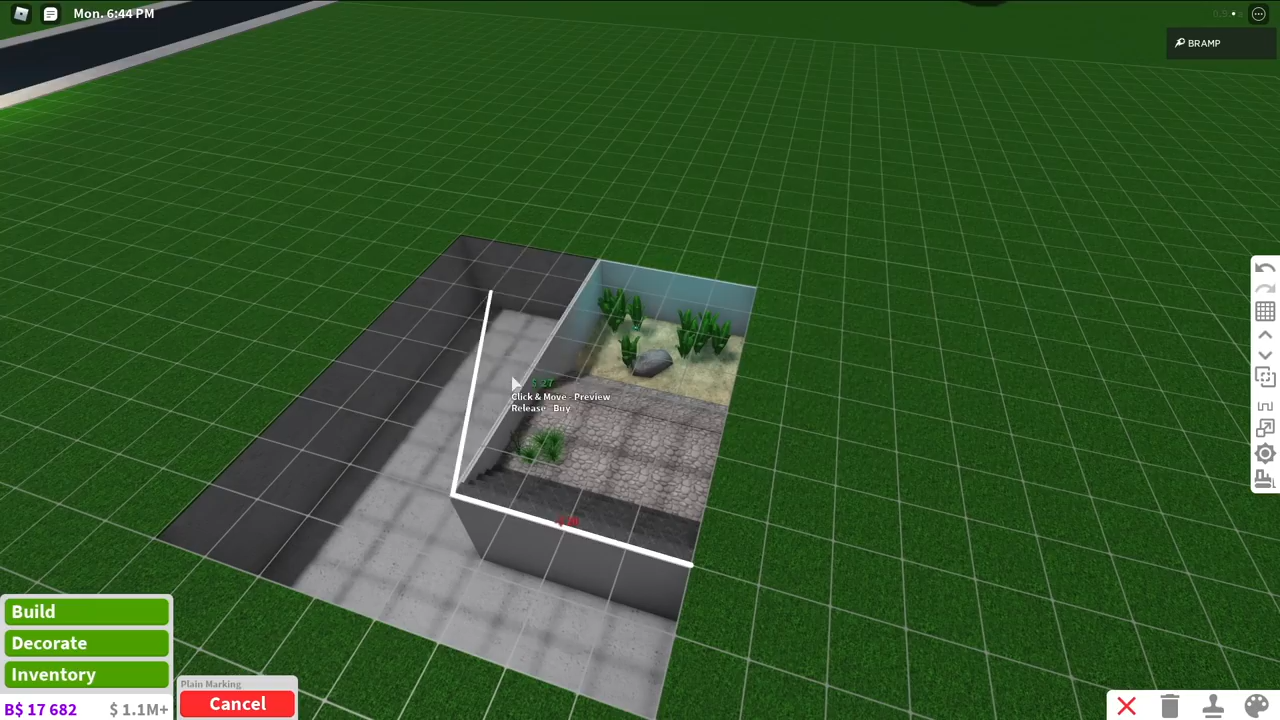 Mon. 6:44 PM
BRAMP
$ 27
Click & Move - Preview
Release - Buy
Build
Decorate
Inventory
B$ 17 682
$ 1.1M+
Plain Marking
Cancel